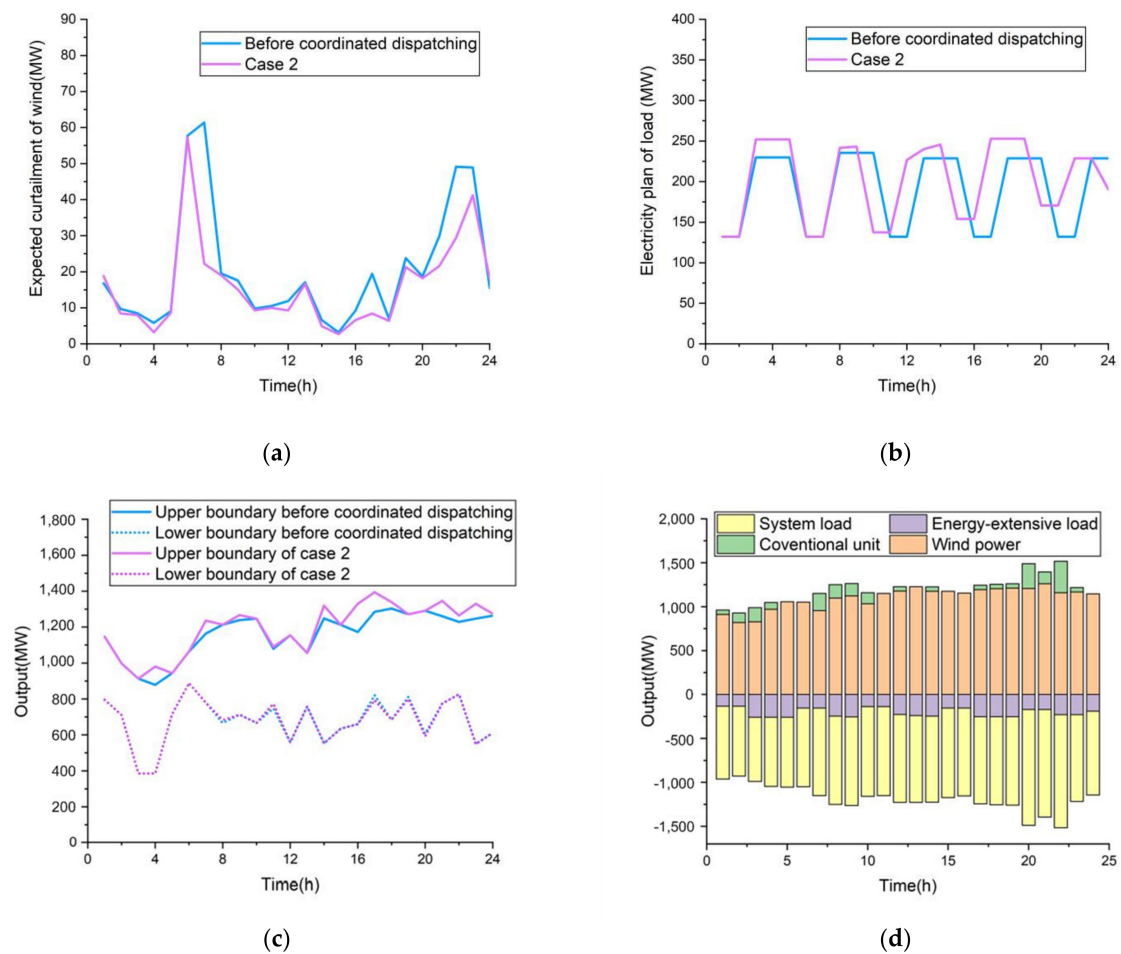 90
80
70
60
50
40
30
20
10
0
Expected curtailment of wind(MW)
Before coordinated dispatching
Case 2
0 4 8 12 16 20 24
Time(h)
(a)
400
350
300
250
200
150
100
50
0
Electricity plan of load (MW)
Before coordinated dispatching
Case 2
0 4 8 12 16 20 24
Time(h)
(b)
1,800
1,600
1,400
1,200
1,000
800
600
400
200
0
Output(MW)
Upper boundary before coordinated dispatching
Lower boundary before coordinated dispatching
Upper boundary of case 2
Lower boundary of case 2
0 4 8 12 16 20 24
Time(h)
(c)
2,000
1,500
1,000
500
0
-500
-1,000
-1,500
Output(MW)
System load Energy-extensive load
Coventional unit Wind power
0 5 10 15 20 25
Time(h)
(d)